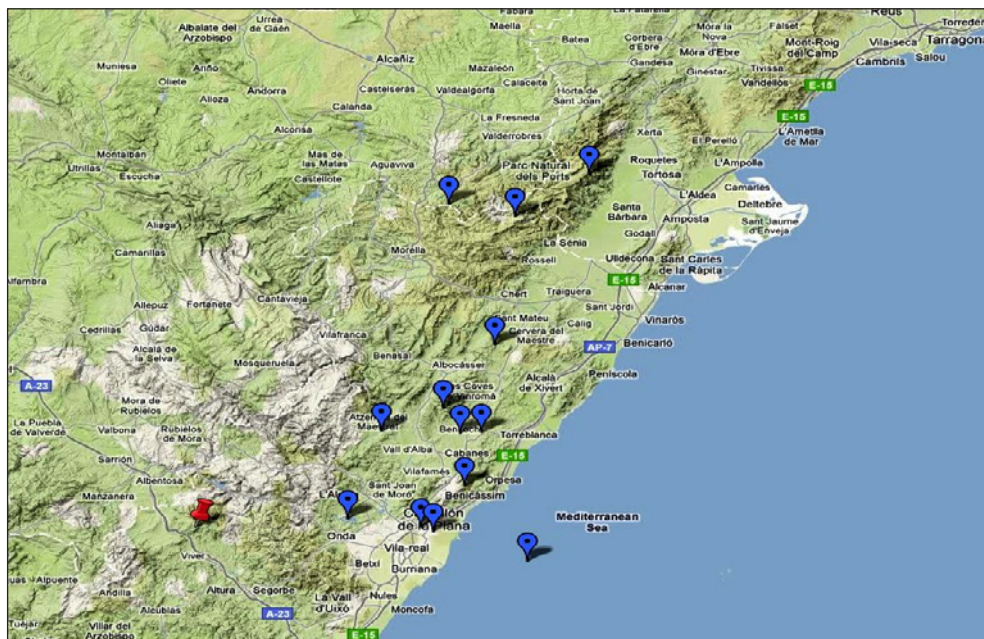 Fabara
La Fatarella
Reus
Albalate del
Arzobispo
Urrea
de Gaén
Maella
Batea
Corbera
d'Ebre
Móra la
Nova
Falset
Torreder
Mont-Roig
del Camp
Vila-seca
Tarragona
Salou
Cambrils
Alcañiz
Gandesa
Móra d'Ebre
Muniesa
Ariño
Mazaleón
Ginestar
Tivissa
Vandellòs
Oliete
Andorra
Castelserás
Valdealgorfa
Calaceite
Horta de
Sant Joan
E-15
Alloza
Calanda
La Fresneda
E-15
Alcorisa
Valderrobres
Xerta
El Perelló
L'Ametlla
de Mar
Montalbán
Mas de
las Matas
Aguaviva
Parc Natural
dels Ports
Roquetes
Tortosa
L'Ampolla
Utrillas
Escucha
Castellote
L'Aldea
Camarles
Deltebre
Santa
Bàrbara
Amposta
Sant Jaume
d'Enveja
Aliaga
Godall
La Sénia
Camarillas
Morella
Rossell
Ulldecona
Sant Carles
de la Ràpita
E-15
Alfambra
Allepuz
Fortanete
Cantavieja
Chert
Traiguera
Alcanar
Sant Jordi
Cedrillas
Gúdar
Vilafranca
Sant Mateu
Càlig
Vinaròs
Cervera del
Maestre
Alcalá de
la Selva
Benasal
AP-7
Benicarló
Mosqueruela
Albocàsser
Peníscola
A-23
Alcalà
de Xivert
Mora de
Rubielos
La Puebla
de Valverde
Valbona
Rubielos
de Mora
Torreblanca
Sarrión
Vall d'Alba
Cabanes
E-15
Albentosa
Vilafamés
Orpesa
Manzanera
Sant Joan
de Moró
Benicàssim
de la Plana
Mediterranean
Sea
Onda
Vila-real
Viver
Betxí
Burriana
Alpuente
Altura
Segorbe
La Vall
d'Uixó
Nules
Andilla
A-23
Moncofa
Alcublas
Tuéjar
Villar del
Arzobispo
E-15